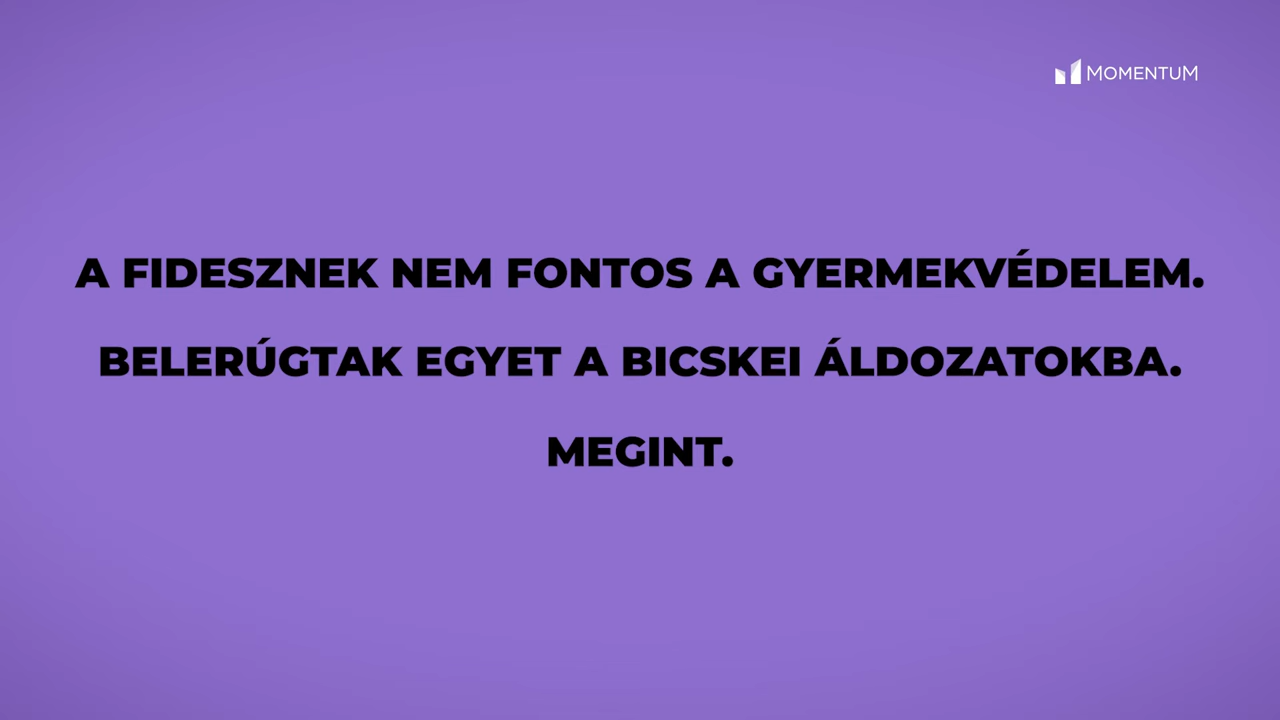 MOMENTUM
A FIDESZNEK NEM FONTOS A GYERMEKVÉDELEM.
BELERÚGTAK EGYET A BICSKEI ÁLDOZATOKBA.
MEGINT.